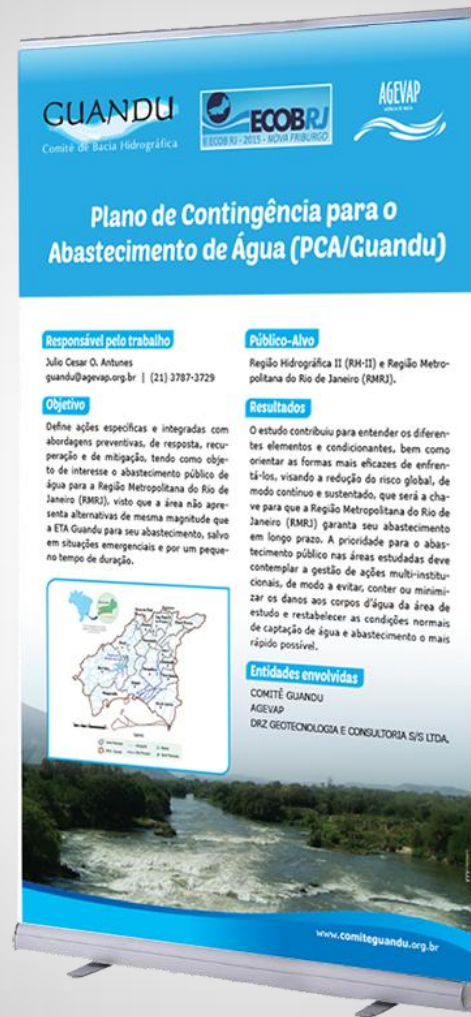 GUANDU
Comitê de Bacia Hidrográfica
ECOBRJ
II ECOB RJ - 2015 - NOVA FRIBURGO
AGEVAP
Plano de Contingência para o
Abastecimento de Água (PCA/Guandu)
Responsável pelo trabalho
Julio Cesar O. Antunes
guandu@agevap.org.br | (21) 3787-3729
Objetivo
Define ações específicas e integradas com
abordagens preventivas, de resposta, recu-
peração e de mitigação, tendo como obje-
to de interesse o abastecimento público de
água para a Região Metropolitana do Rio de
Janeiro (RMRJ), visto que a área não apre-
senta alternativas de mesma magnitude que
a ETA Guandu para seu abastecimento, salvo
em situações emergenciais e por um peque-
no tempo de duração.
Público-Alvo
Região Hidrográfica II (RH-II) e Região Metro-
politana do Rio de Janeiro (RMRJ).
Resultados
O estudo contribuiu para entender os diferen-
tes elementos e condicionantes, bem como
orientar as formas mais eficazes de enfren-
tá-los, visando a redução do risco global, de
modo contínuo e sustentado, que será a cha-
ve para que a Região Metropolitana do Rio de
Janeiro (RMRJ) garanta seu abastecimento
em longo prazo. A prioridade para o abas-
tecimento público nas áreas estudadas deve
contemplar a gestão de ações multi-institu-
cionais, de modo a evitar, conter ou minimi-
zar os danos aos corpos d'água da área de
estudo e restabelecer as condições normais
de captação de água e abastecimento o mais
rápido possível.
Entidades envolvidas
COMITÊ GUANDU
AGEVAP
DRZ GEOTECNOLOGIA E CONSULTORIA S/S LTDA.
www.comiteguandu.org.br